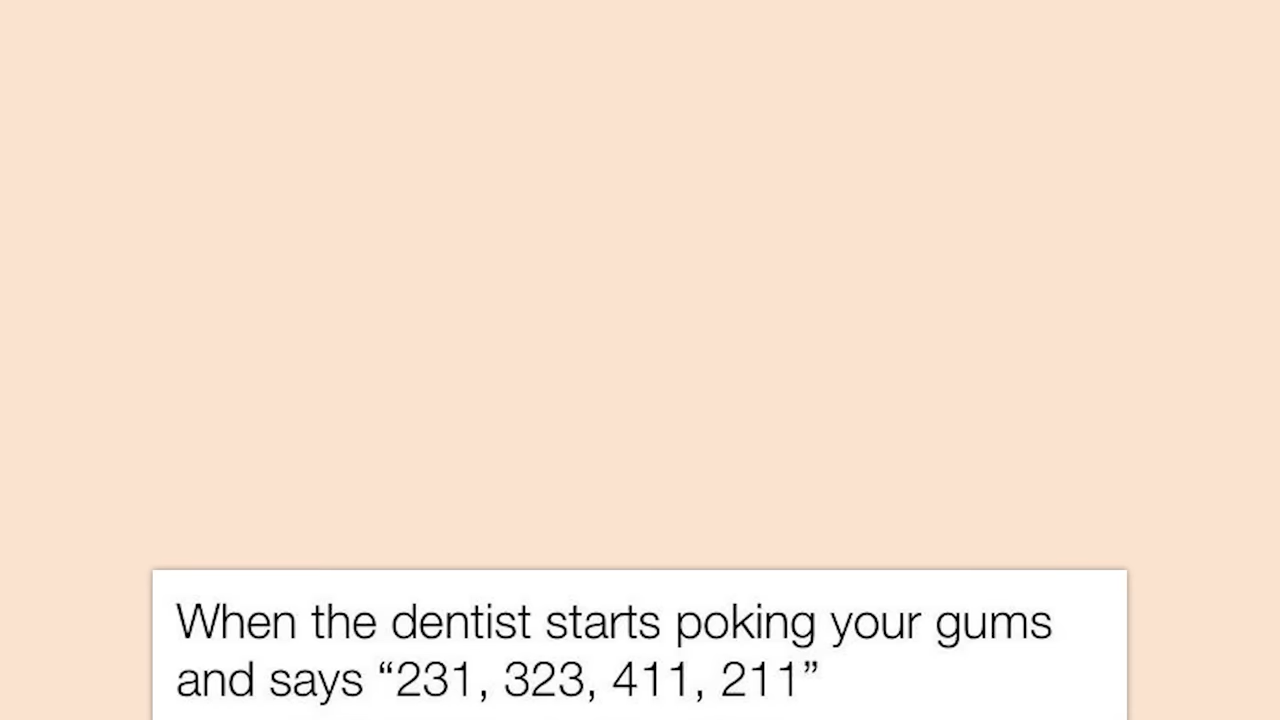 When the dentist starts poking your gums
and says “231, 323, 411, 211”